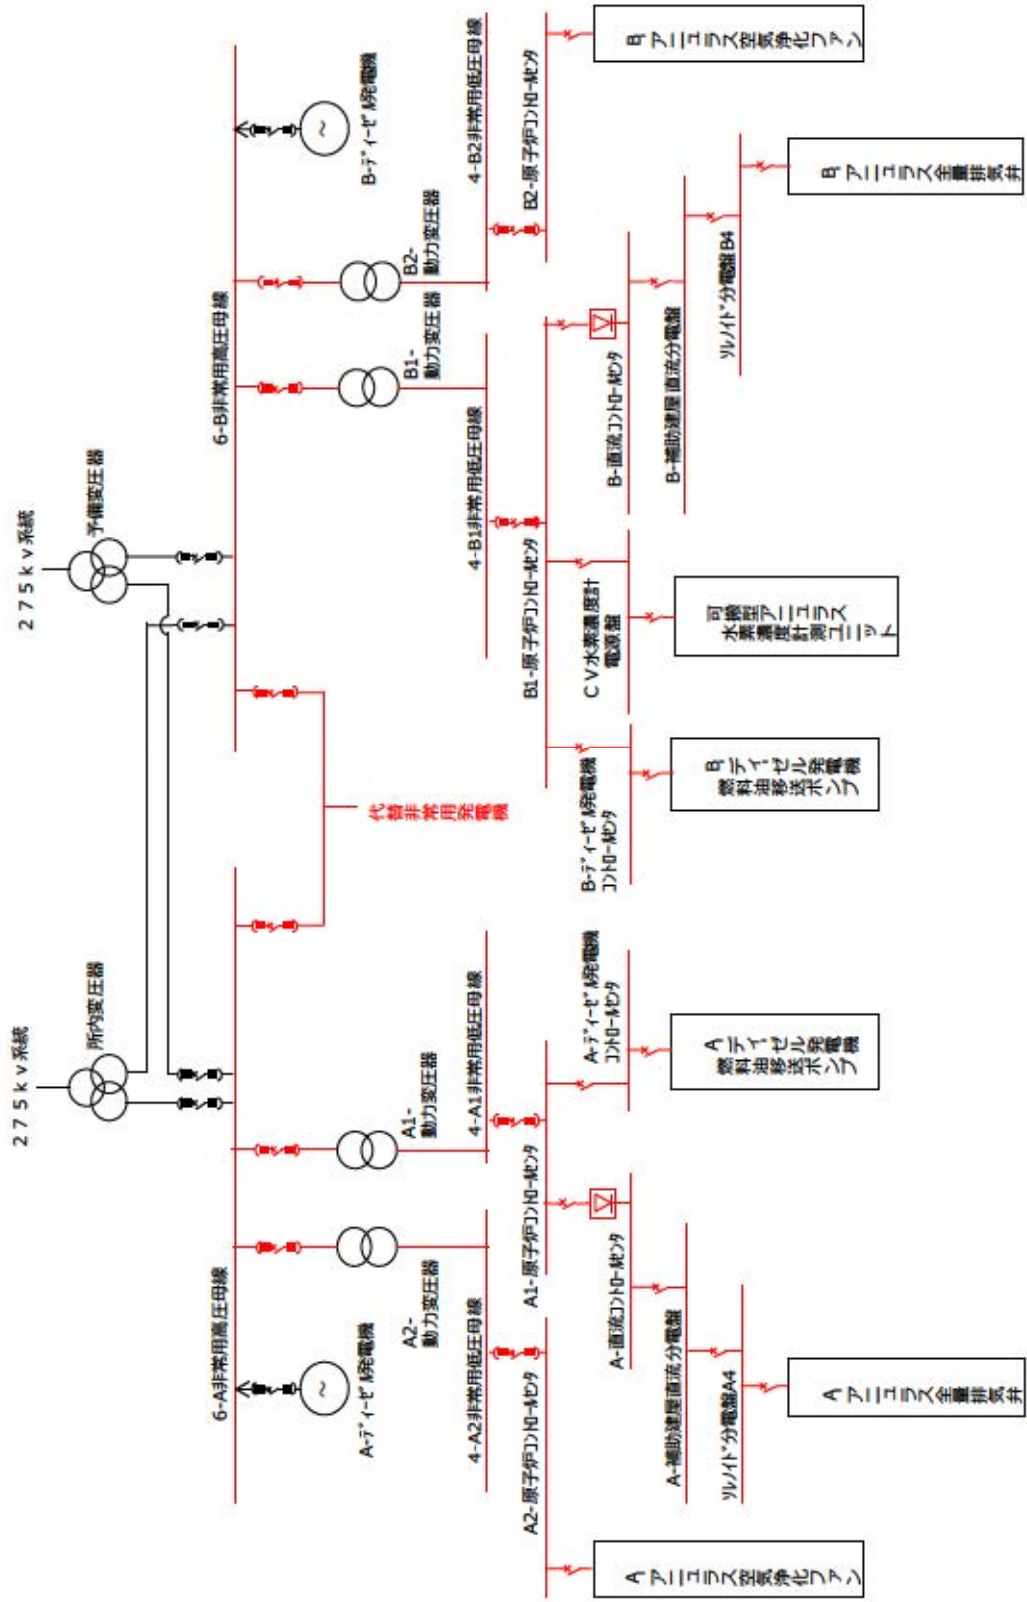 275kv系統
275kv系統
所内変圧器
予備変圧器
6-A非常用高圧母線
6-B非常用高圧母線
A-ディーゼル発電機
B-ディーゼル発電機
代替非常用発電機
A2-
動力変圧器
A1-
動力変圧器
B1-
動力変圧器
B2-
動力変圧器
4-A2非常用低圧母線
4-A1非常用低圧母線
4-B1非常用低圧母線
4-B2非常用低圧母線
A2-原子炉コントロールセンタ
A1-原子炉コントロールセンタ
B1-原子炉コントロールセンタ
B2-原子炉コントロールセンタ
A-直流コントロールセンタ
A-ディーゼル発電機
コントロールセンタ
B-ディーゼル発電機
コントロールセンタ
CV水素濃度計
電源盤
B-直流コントロールセンタ
A-補助建屋直流分電盤
B-補助建屋直流分電盤
ソレノイド分電盤A4
ソレノイド分電盤B4
A-アニュラス空気浄化ファン
A-アニュラス全量排気弁
A-ディーゼル発電機
燃料油移送ポンプ
B-ディーゼル発電機
燃料油移送ポンプ
可搬型アニュラス
水素濃度計測ユニット
B-アニュラス全量排気弁
B-アニュラス空気浄化ファン